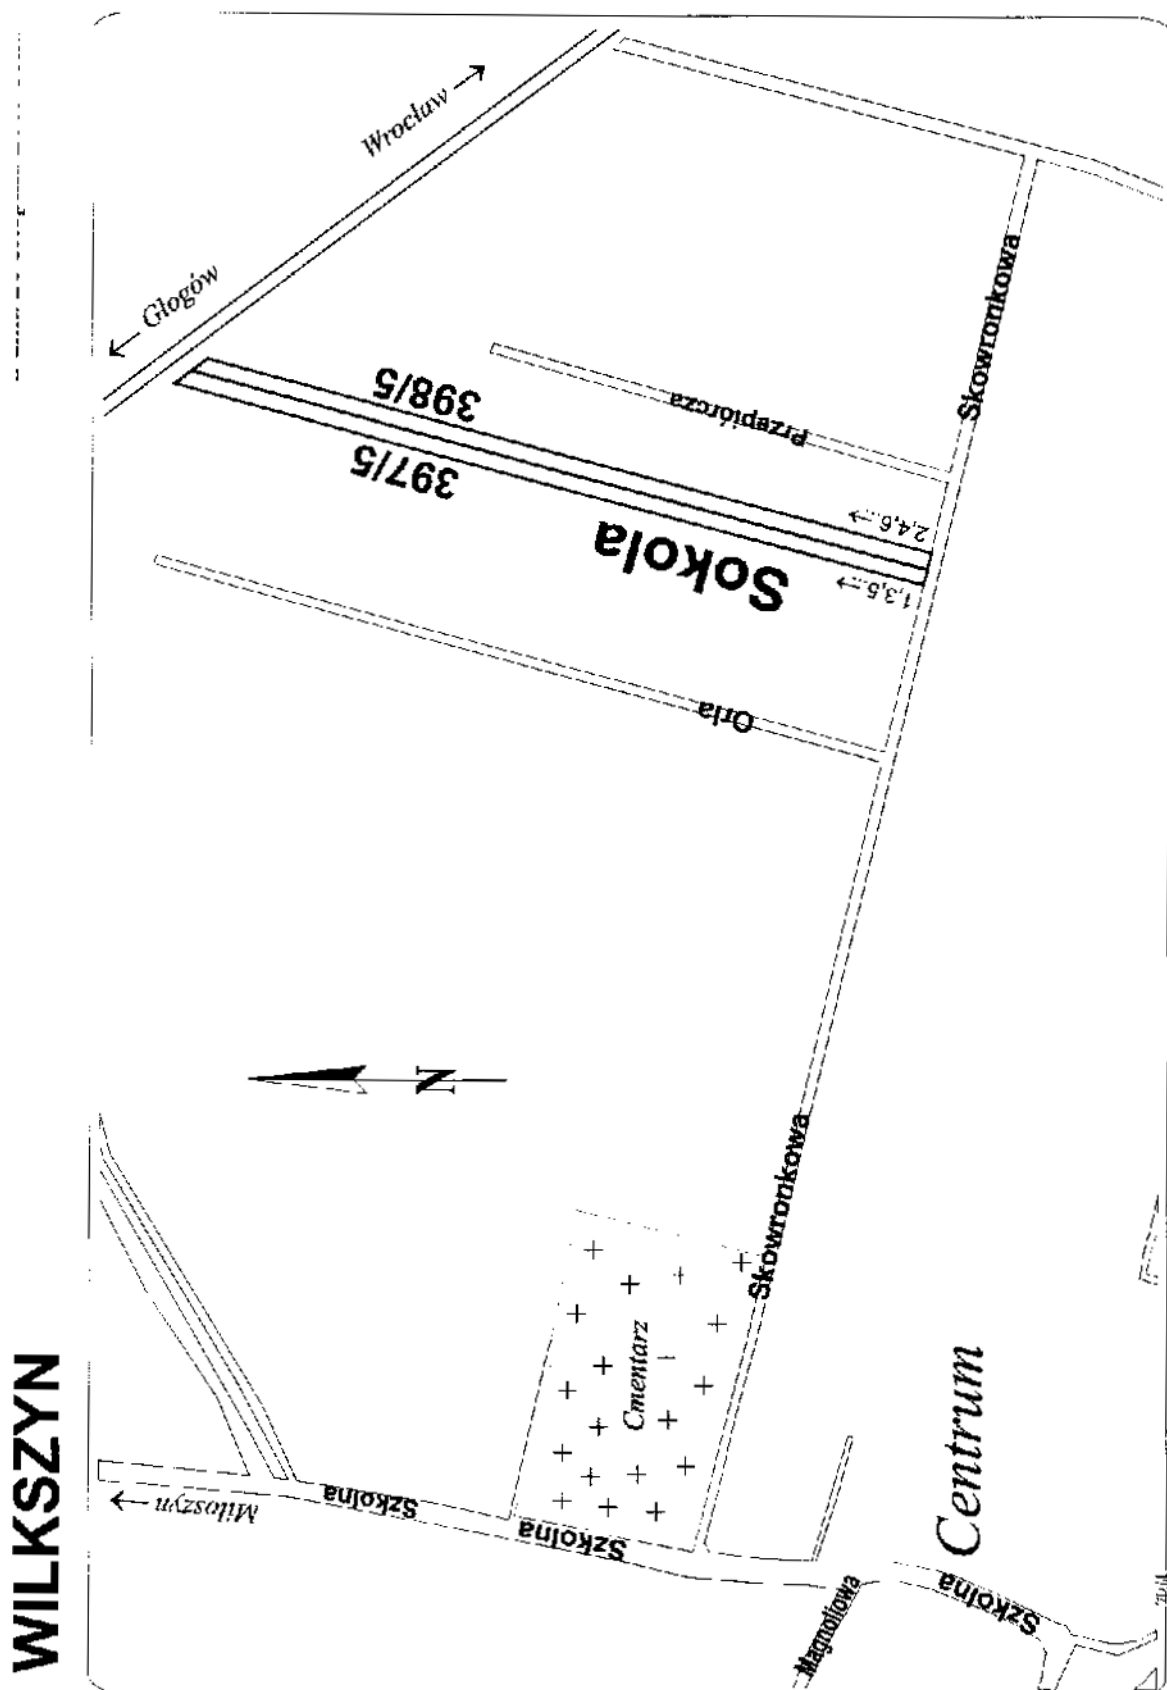 WILKSZYN
← Głogów
Wrocław →
398/5
397/5
Przepiórcza
Skowronkowa
Sokola
2,4,6...→
1,3,5...→
Orla
N
Skowronkowa
Cmentarz
← Miłoszyn
Szkolna
Szkolna
Centrum
Szkolna
Magnoliowa